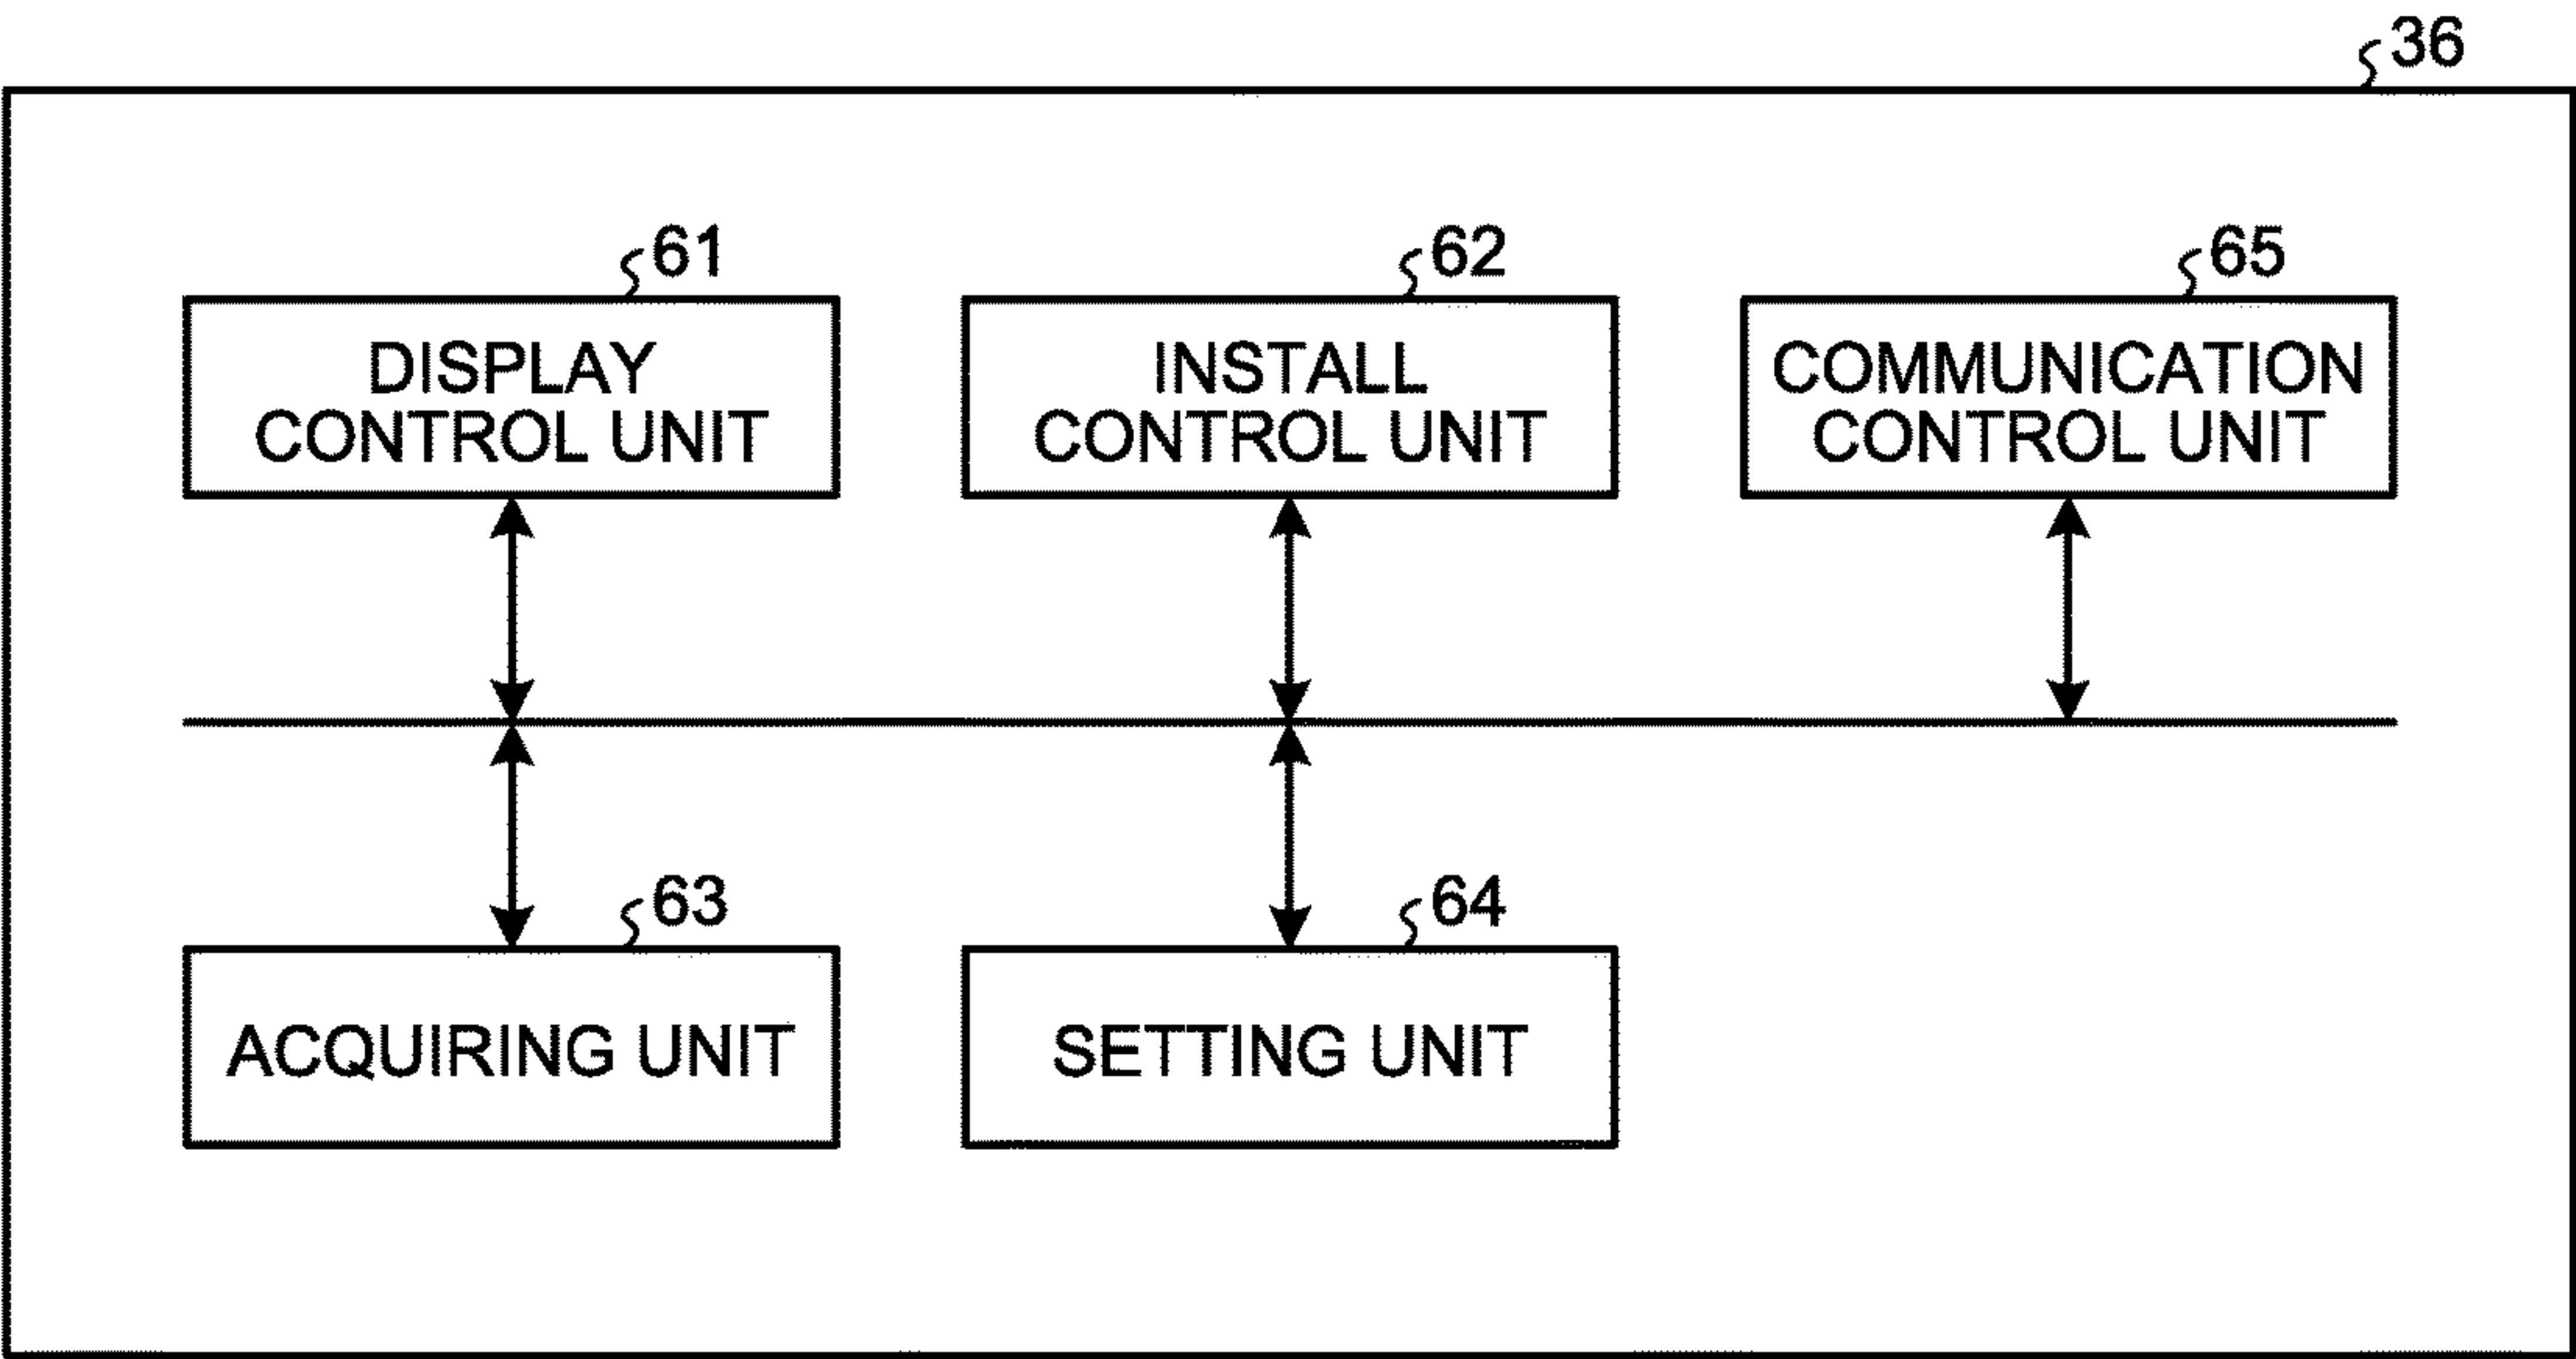 36
61
DISPLAY
CONTROL UNIT
62
INSTALL
CONTROL UNIT
65
COMMUNICATION
CONTROL UNIT
63
ACQUIRING UNIT
64
SETTING UNIT